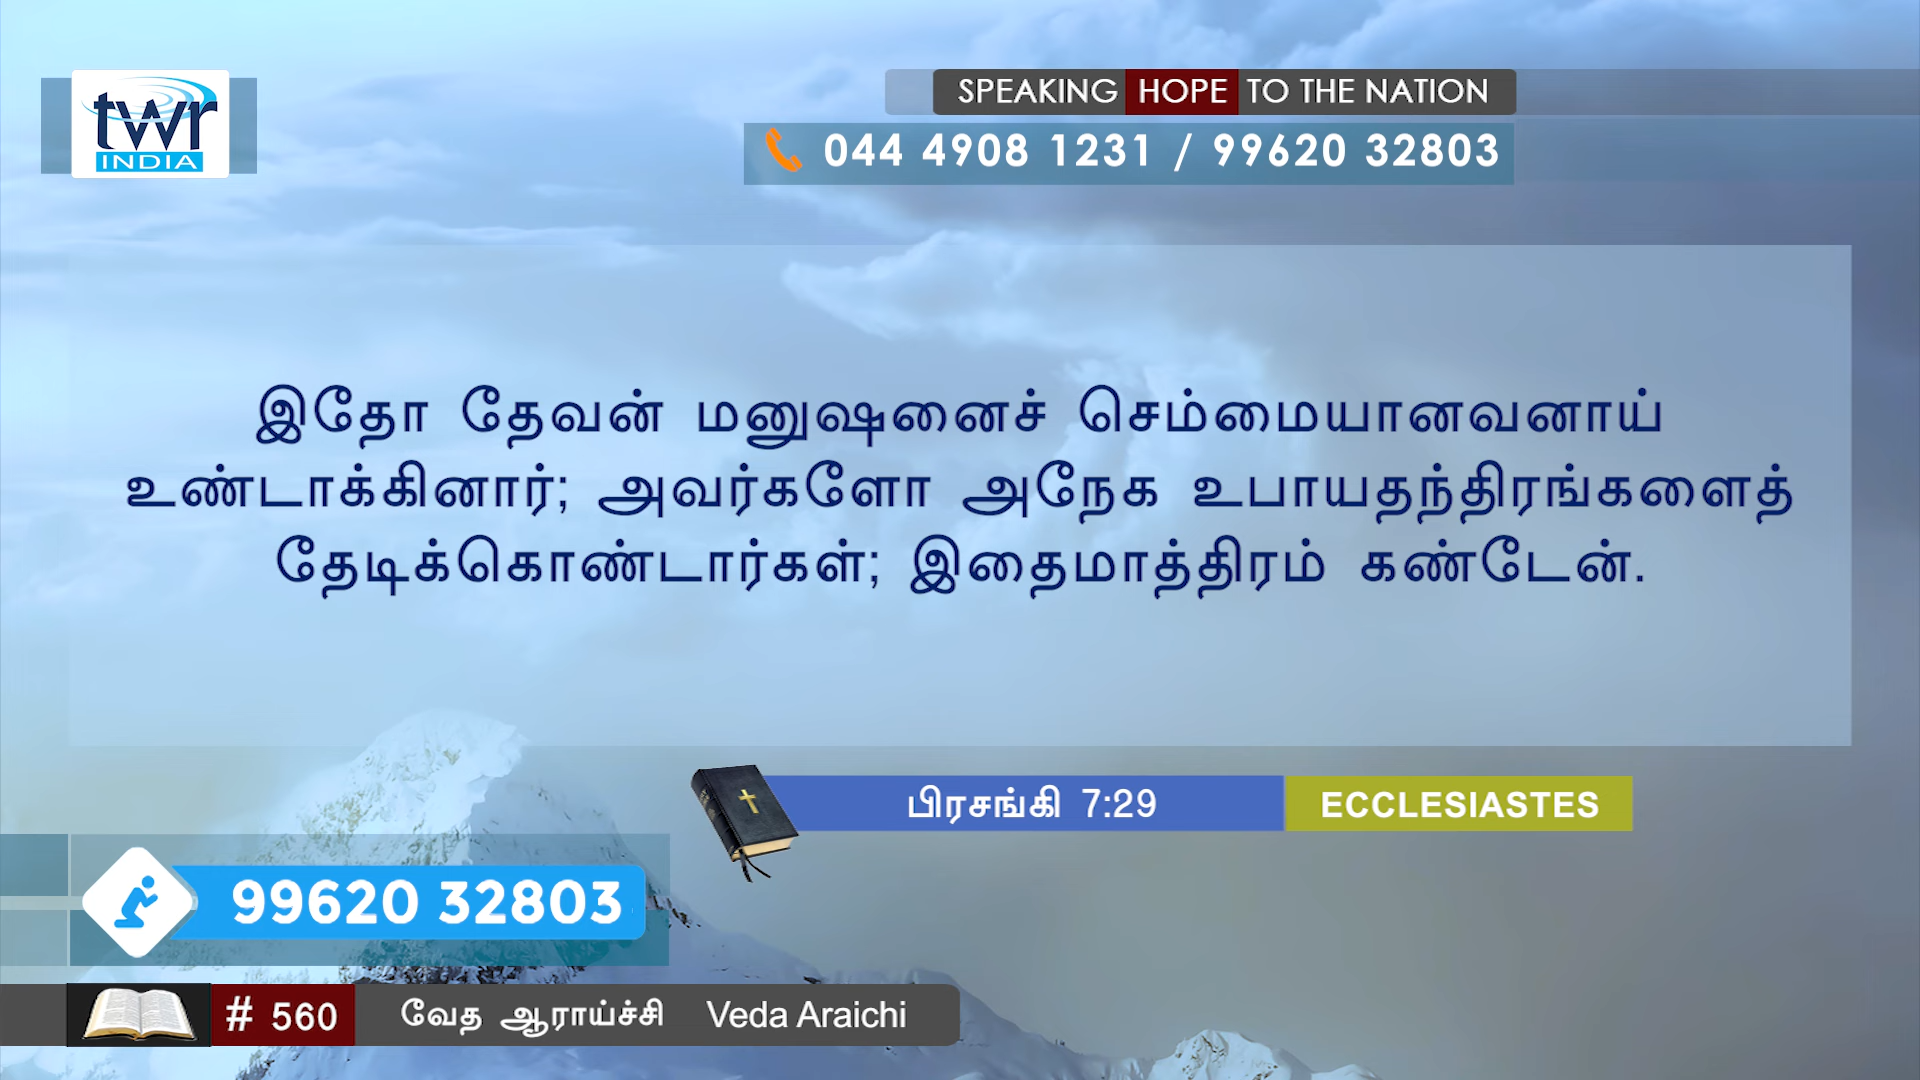 twr
INDIA
SPEAKING HOPE TO THE NATION
044 4908 1231 / 99620 32803
இதோ தேவன் மனுஷனைச் செம்மையானவனாய்
உண்டாக்கினார்; அவர்களோ அநேக உபாயதந்திரங்களைத்
தேடிக்கொண்டார்கள்; இதைமாத்திரம் கண்டேன்.
பிரசங்கி 7:29 ECCLESIASTES
99620 32803
# 560 வேத ஆராய்ச்சி Veda Araichi